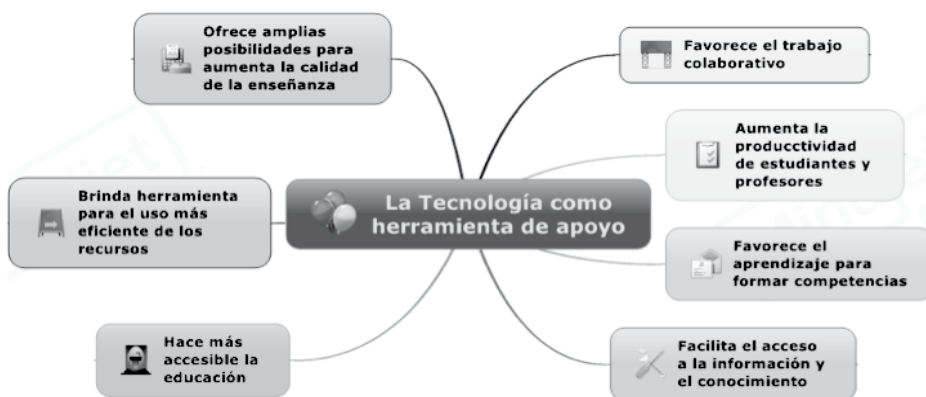 Ofrece amplias
posibilidades para
aumenta la calidad
de la enseñanza
Brinda herramienta
para el uso más
eficiente de los
recursos
Hace más
accesible la
educación
La Tecnología como
herramienta de apoyo
Favorece el trabajo
colaborativo
Aumenta la
producctividad
de estudiantes y
profesores
Favorece el
aprendizaje para
formar competencias
Facilita el acceso
a la información y
el conocimiento